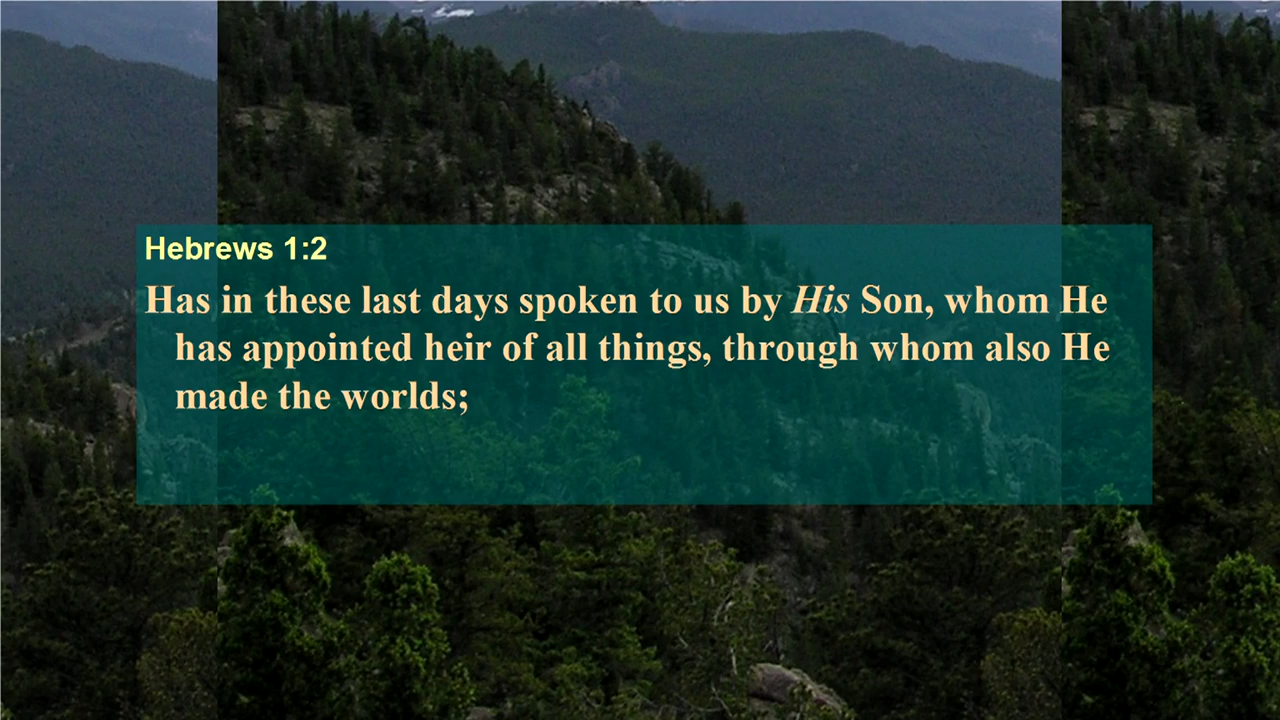 Hebrews 1:2
Has in these last days spoken to us by His Son, whom He
has appointed heir of all things, through whom also He
made the worlds;